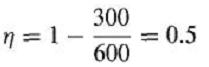 η = 1 − 300/600 = 0.5